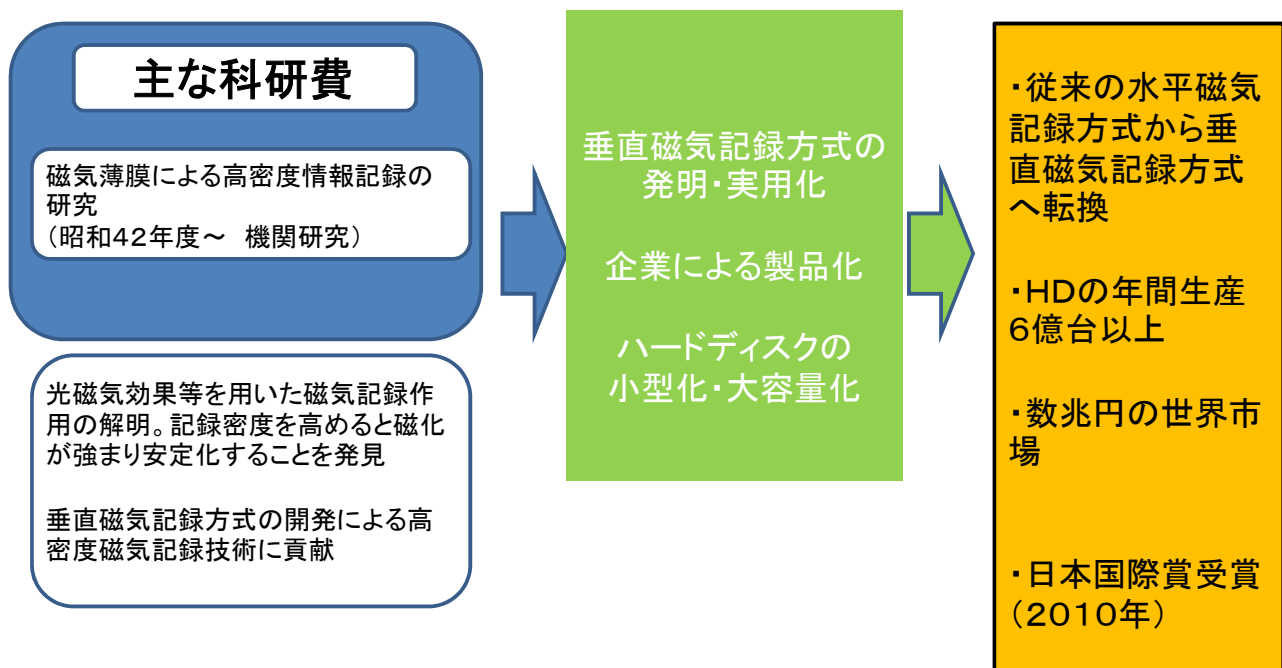 主な科研費
磁気薄膜による高密度情報記録の
研究
（昭和４２年度～　機関研究）
光磁気効果等を用いた磁気記録作
用の解明。記録密度を高めると磁化
が強まり安定化することを発見
垂直磁気記録方式の開発による高
密度磁気記録技術に貢献
垂直磁気記録方式の
発明・実用化
企業による製品化
ハードディスクの
小型化・大容量化
・従来の水平磁気
記録方式から垂
直磁気記録方式
へ転換
・ＨＤの年間生産
６億台以上
・数兆円の世界市
場
・日本国際賞受賞
（２０１０年）